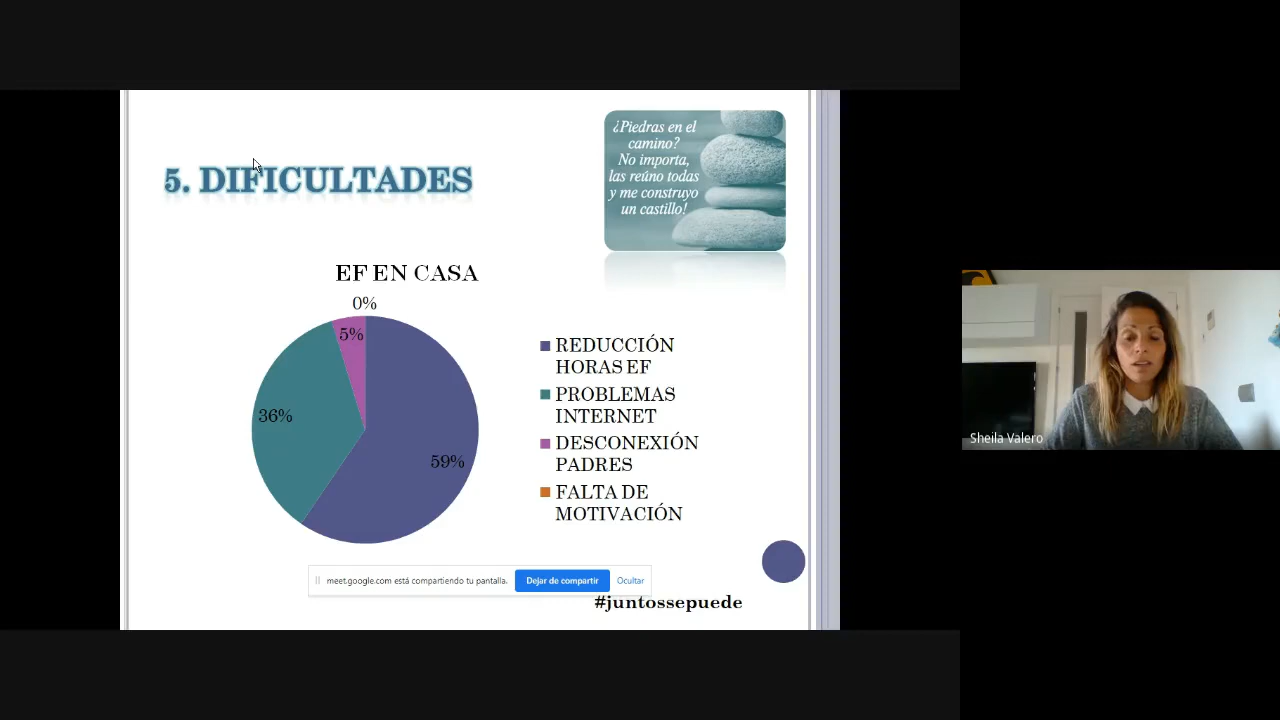 ¿Piedras en el
camino?
No importa,
las reúno todas
y me construyo
un castillo!
5. DIFICULTADES
EF EN CASA
0%
5%
36%
59%
REDUCCIÓN
HORAS EF
PROBLEMAS
INTERNET
DESCONEXIÓN
PADRES
FALTA DE
MOTIVACIÓN
meet.google.com está compartiendo tu pantalla.
Dejar de compartir
Ocultar
#juntossepuede
Sheila Valero